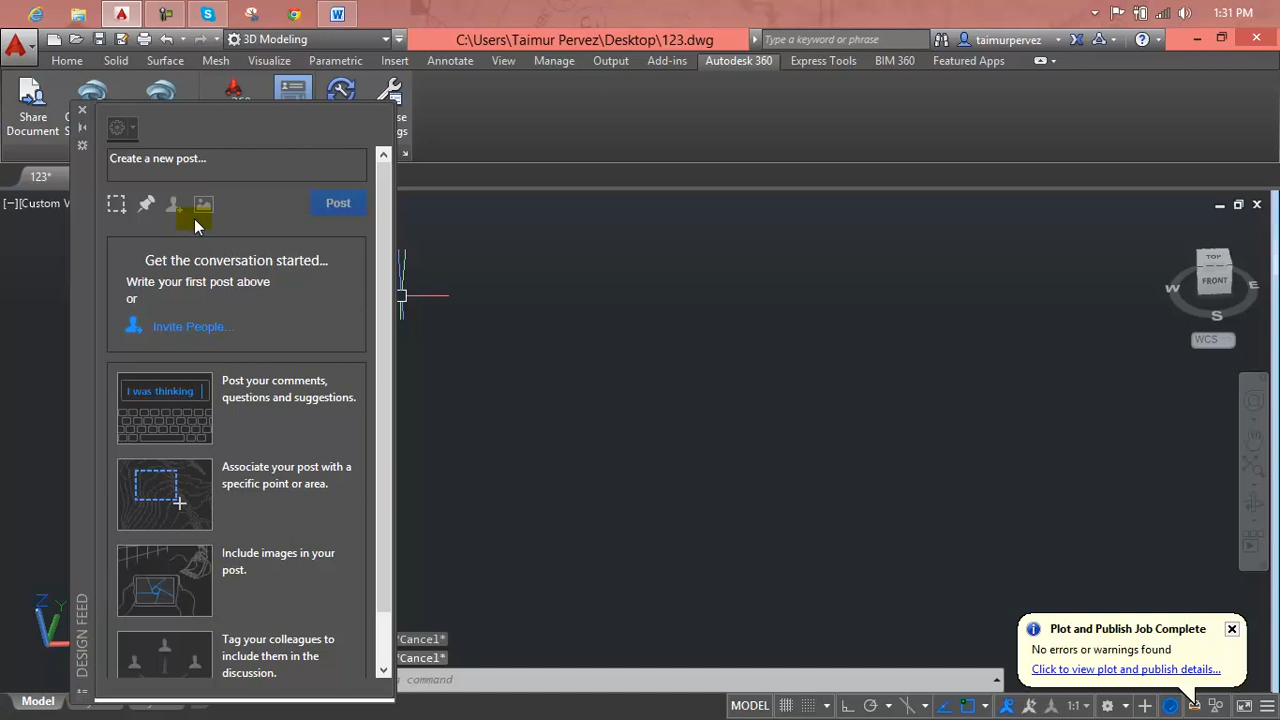 1:31 PM
3D Modeling
C:\Users\Taimur Pervez\Desktop\123.dwg
Type a keyword or phrase
taimurpervez
Home Solid Surface Mesh Visualize Parametric Insert Annotate View Manage Output Add-ins Autodesk 360 Express Tools BIM 360 Featured Apps
Share
Document
123*
[−][Custom V
Create a new post...
Post
Get the conversation started...
Write your first post above
or
Invite People...
I was thinking
Post your comments,
questions and suggestions.
Associate your post with a
specific point or area.
Include images in your
post.
Tag your colleagues to
include them in the
discussion.
DESIGN FEED
TOP
FRONT
W
E
S
WCS
Z
Y
*Cancel*
*Cancel*
a command
Plot and Publish Job Complete
No errors or warnings found
Click to view plot and publish details...
Model
MODEL
1:1